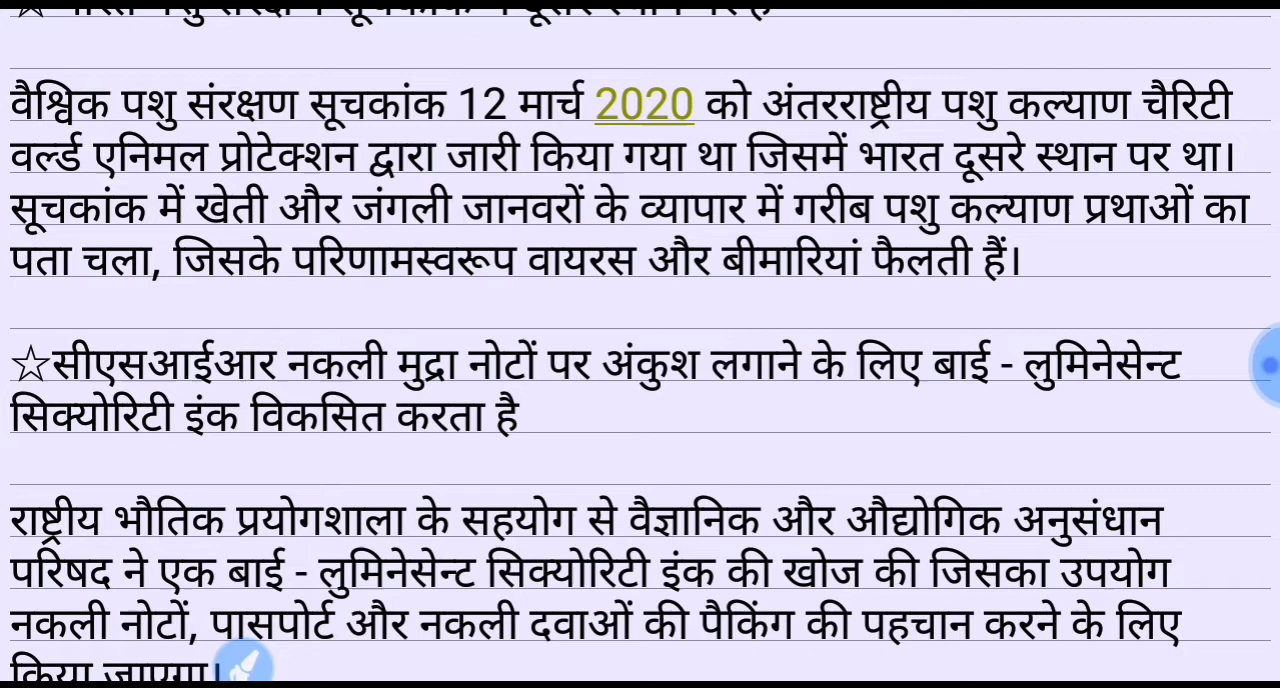 वैश्विक पशु संरक्षण सूचकांक 12 मार्च 2020 को अंतरराष्ट्रीय पशु कल्याण चैरिटी
वर्ल्ड एनिमल प्रोटेक्शन द्वारा जारी किया गया था जिसमें भारत दूसरे स्थान पर था।
सूचकांक में खेती और जंगली जानवरों के व्यापार में गरीब पशु कल्याण प्रथाओं का
पता चला, जिसके परिणामस्वरूप वायरस और बीमारियां फैलती हैं।
☆सीएसआईआर नकली मुद्रा नोटों पर अंकुश लगाने के लिए बाई - लुमिनेसेन्ट
सिक्योरिटी इंक विकसित करता है
राष्ट्रीय भौतिक प्रयोगशाला के सहयोग से वैज्ञानिक और औद्योगिक अनुसंधान
परिषद ने एक बाई - लुमिनेसेन्ट सिक्योरिटी इंक की खोज की जिसका उपयोग
नकली नोटों, पासपोर्ट और नकली दवाओं की पैकिंग की पहचान करने के लिए
किया जाएगा।